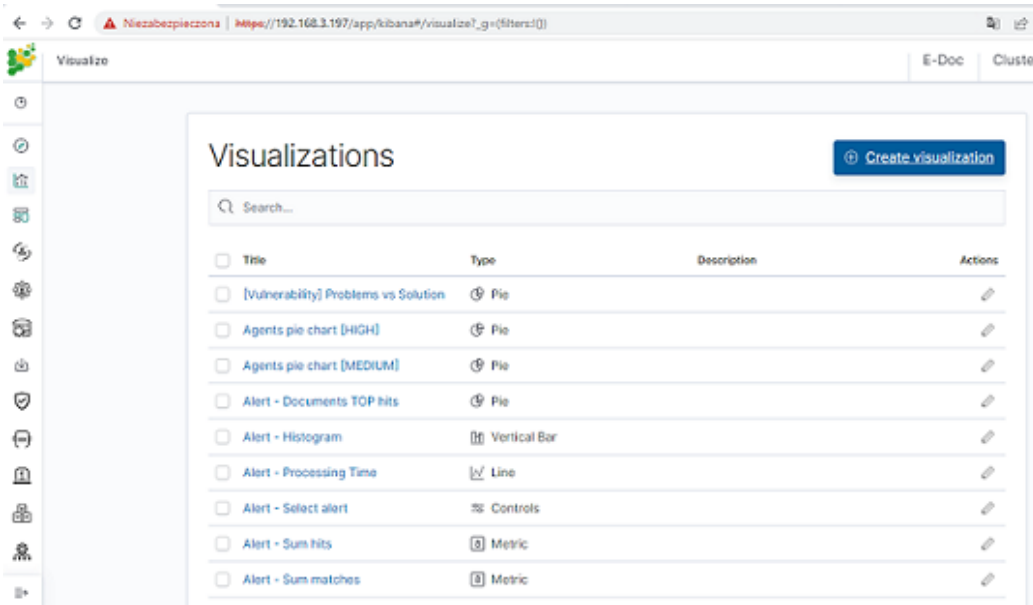 Niezabezpieczona | https://192.168.3.197/app/kibana#/visualize?_g=(filters:!())
Visualize E-Doc Cluste
Visualizations
Create visualization
Search...
Title Type Description Actions
[Vulnerability] Problems vs Solution Pie
Agents pie chart [HIGH] Pie
Agents pie chart [MEDIUM] Pie
Alert - Documents TOP hits Pie
Alert - Histogram Vertical Bar
Alert - Processing Time Line
Alert - Select alert Controls
Alert - Sum hits Metric
Alert - Sum matches Metric